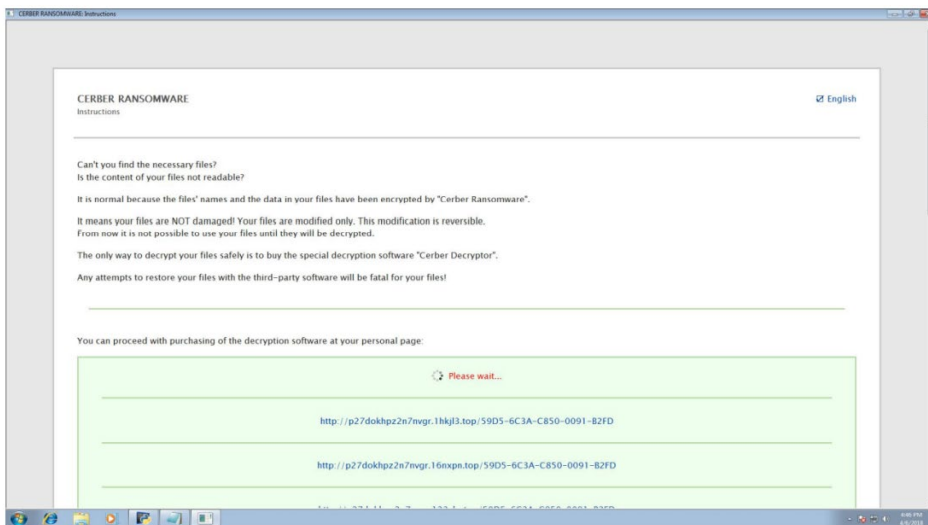 CERBER RANSOMWARE: Instructions
CERBER RANSOMWARE
English
Instructions
Can't you find the necessary files?
Is the content of your files not readable?
It is normal because the files' names and the data in your files have been encrypted by "Cerber Ransomware".
It means your files are NOT damaged! Your files are modified only. This modification is reversible.
From now it is not possible to use your files until they will be decrypted.
The only way to decrypt your files safely is to buy the special decryption software "Cerber Decryptor".
Any attempts to restore your files with the third-party software will be fatal for your files!
You can proceed with purchasing of the decryption software at your personal page:
Please wait...
http://p27dokhpz2n7nvgr.1hkjl3.top/59D5-6C3A-C850-0091-B2FD
http://p27dokhpz2n7nvgr.16nxpn.top/59D5-6C3A-C850-0091-B2FD